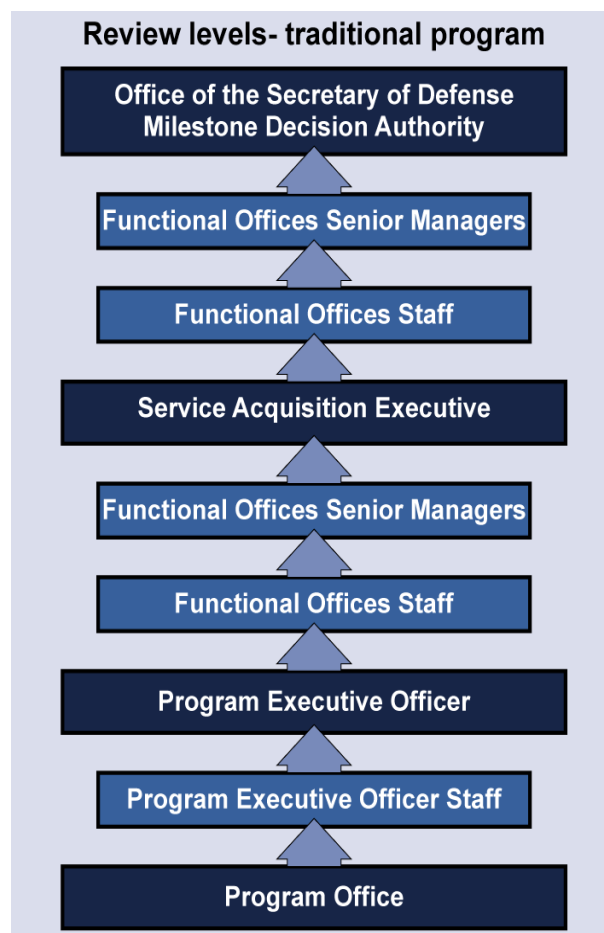 Review levels- traditional program
Office of the Secretary of Defense
Milestone Decision Authority
Functional Offices Senior Managers
Functional Offices Staff
Service Acquisition Executive
Functional Offices Senior Managers
Functional Offices Staff
Program Executive Officer
Program Executive Officer Staff
Program Office